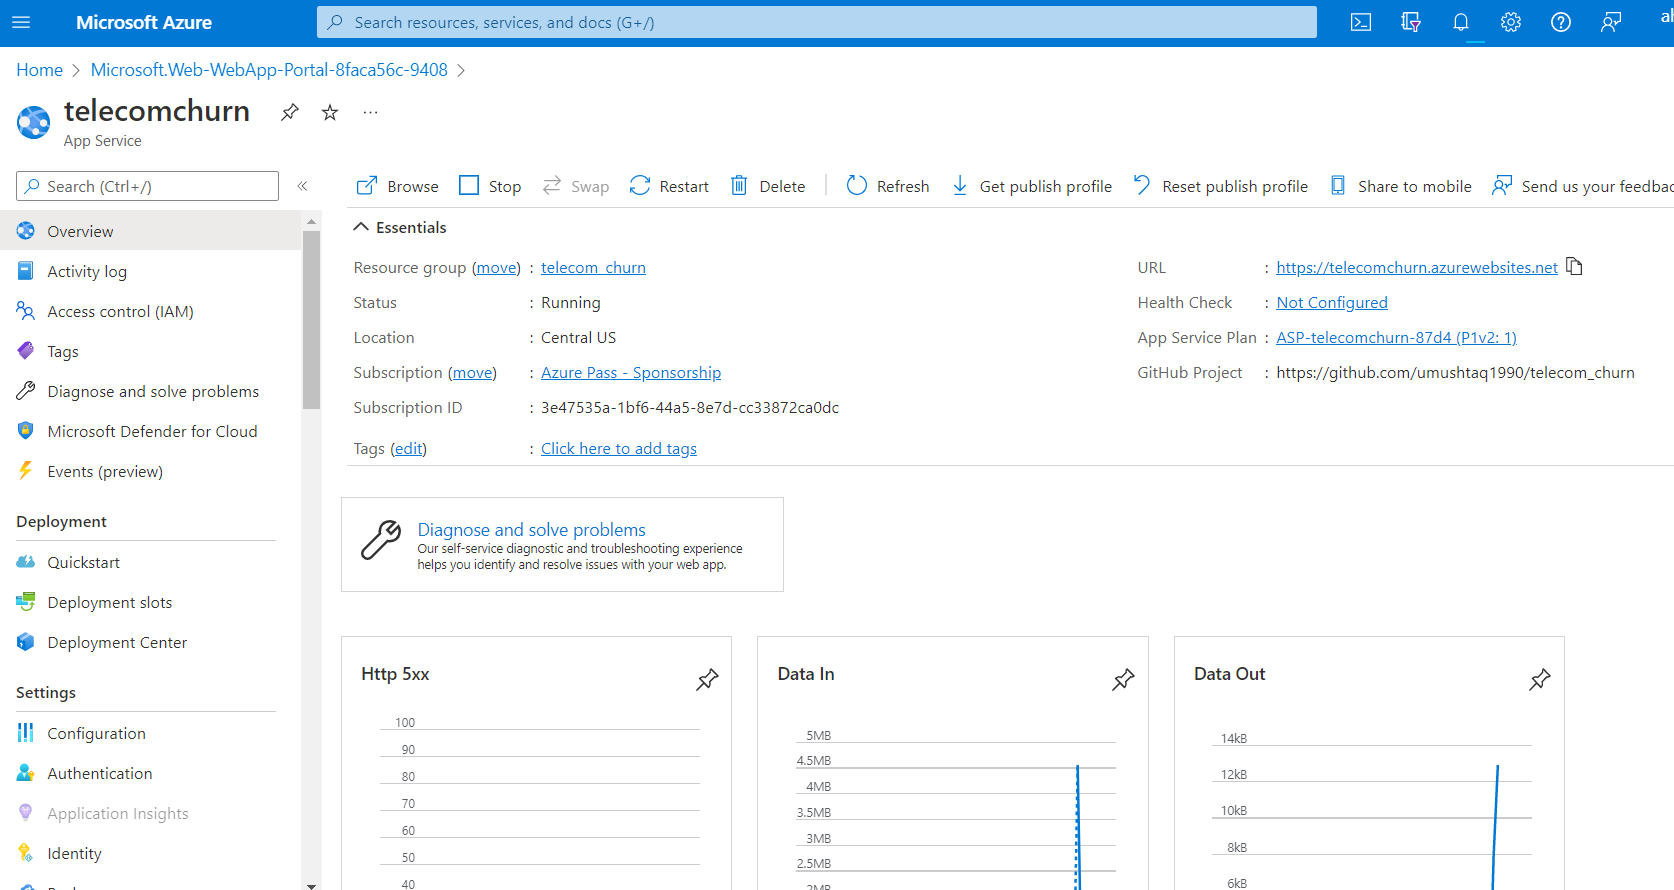 Microsoft Azure
Search resources, services, and docs (G+/)
Home > Microsoft.Web-WebApp-Portal-8faca56c-9408 >
telecomchurn
App Service
Search (Ctrl+/)
Overview
Activity log
Access control (IAM)
Tags
Diagnose and solve problems
Microsoft Defender for Cloud
Events (preview)
Deployment
Quickstart
Deployment slots
Deployment Center
Settings
Configuration
Authentication
Application Insights
Identity
Browse Stop Swap Restart Delete Refresh Get publish profile Reset publish profile Share to mobile Send us your feedbac
Essentials
Resource group (move) : telecom_churn
Status : Running
Location : Central US
Subscription (move) : Azure Pass - Sponsorship
Subscription ID : 3e47535a-1bf6-44a5-8e7d-cc33872ca0dc
Tags (edit) : Click here to add tags
URL : https://telecomchurn.azurewebsites.net
Health Check : Not Configured
App Service Plan : ASP-telecomchurn-87d4 (P1v2: 1)
GitHub Project : https://github.com/umushtaq1990/telecom_churn
Diagnose and solve problems
Our self-service diagnostic and troubleshooting experience
helps you identify and resolve issues with your web app.
Http 5xx
100
90
80
70
60
50
40
Data In
5MB
4.5MB
4MB
3.5MB
3MB
2.5MB
2MB
Data Out
14kB
12kB
10kB
8kB
6kB